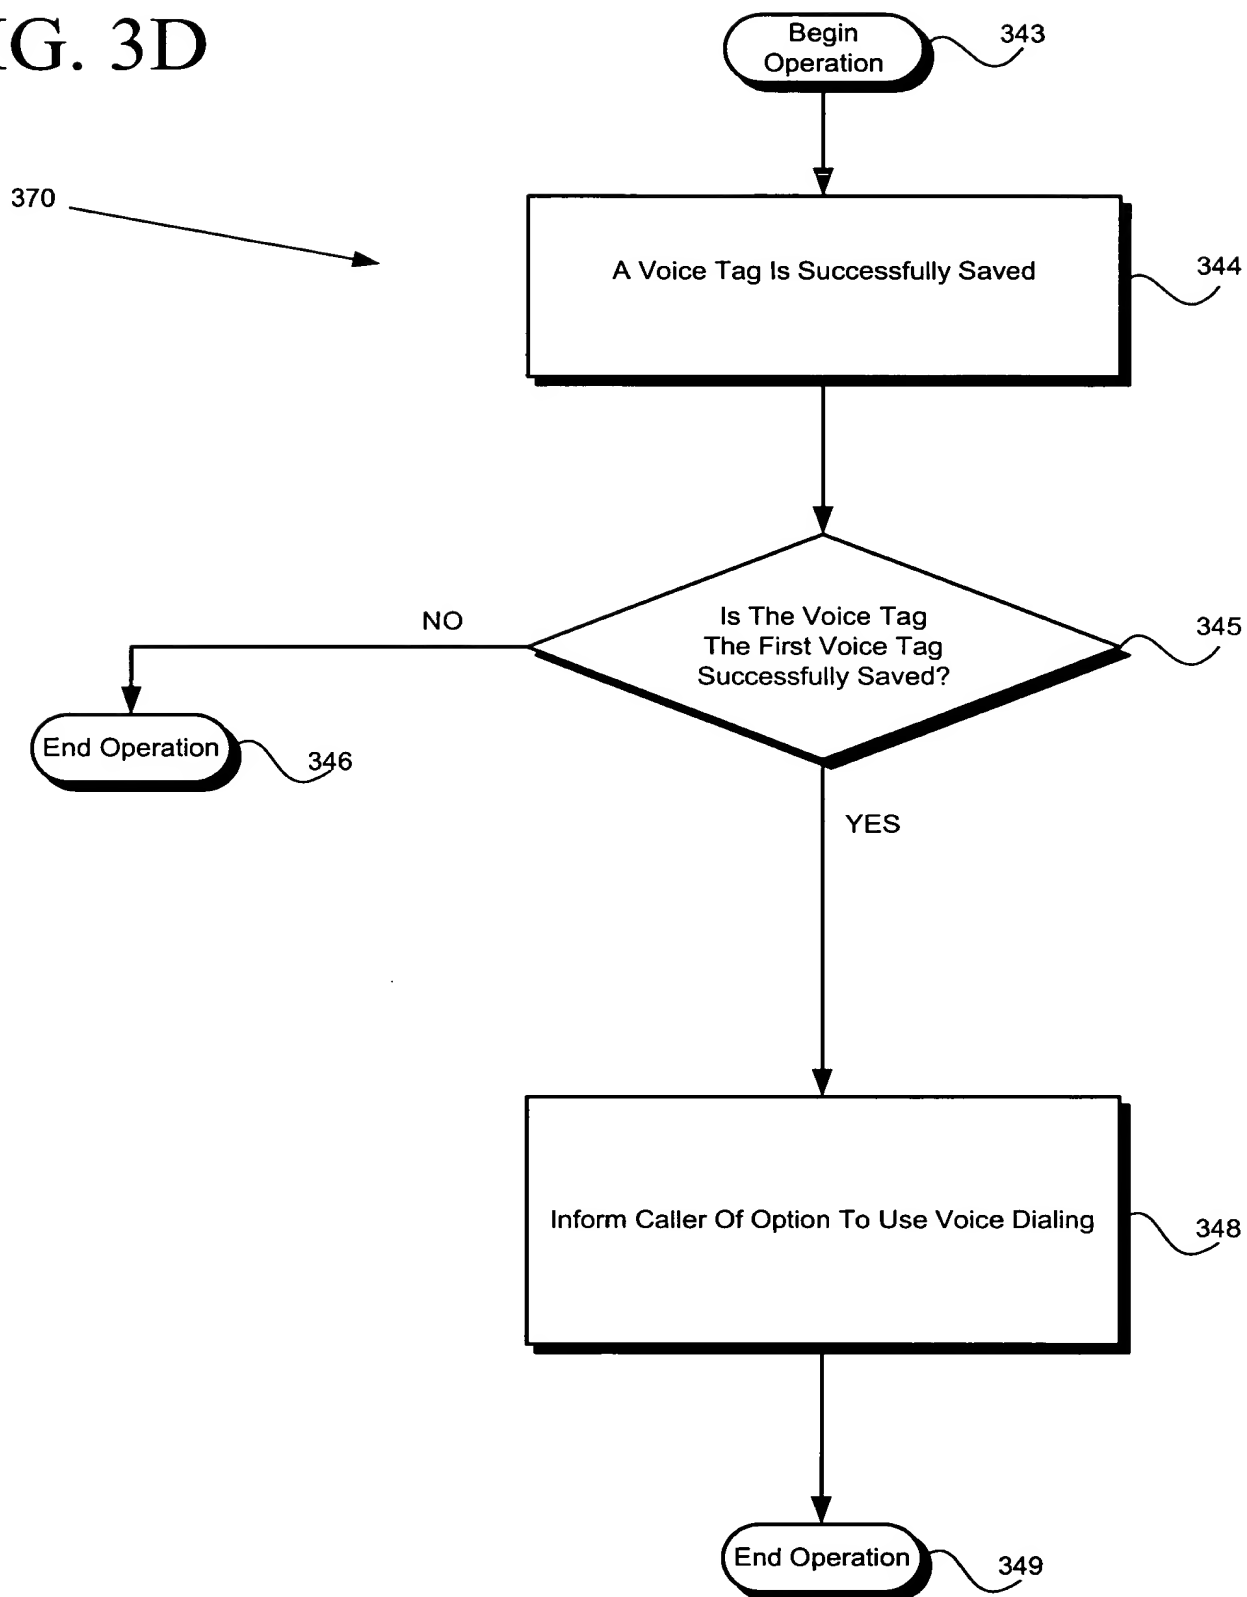 IG. 3D
Begin
Operation
343
370
A Voice Tag Is Successfully Saved
344
NO
Is The Voice Tag
The First Voice Tag
Successfully Saved?
345
End Operation
346
YES
Inform Caller Of Option To Use Voice Dialing
348
End Operation
349